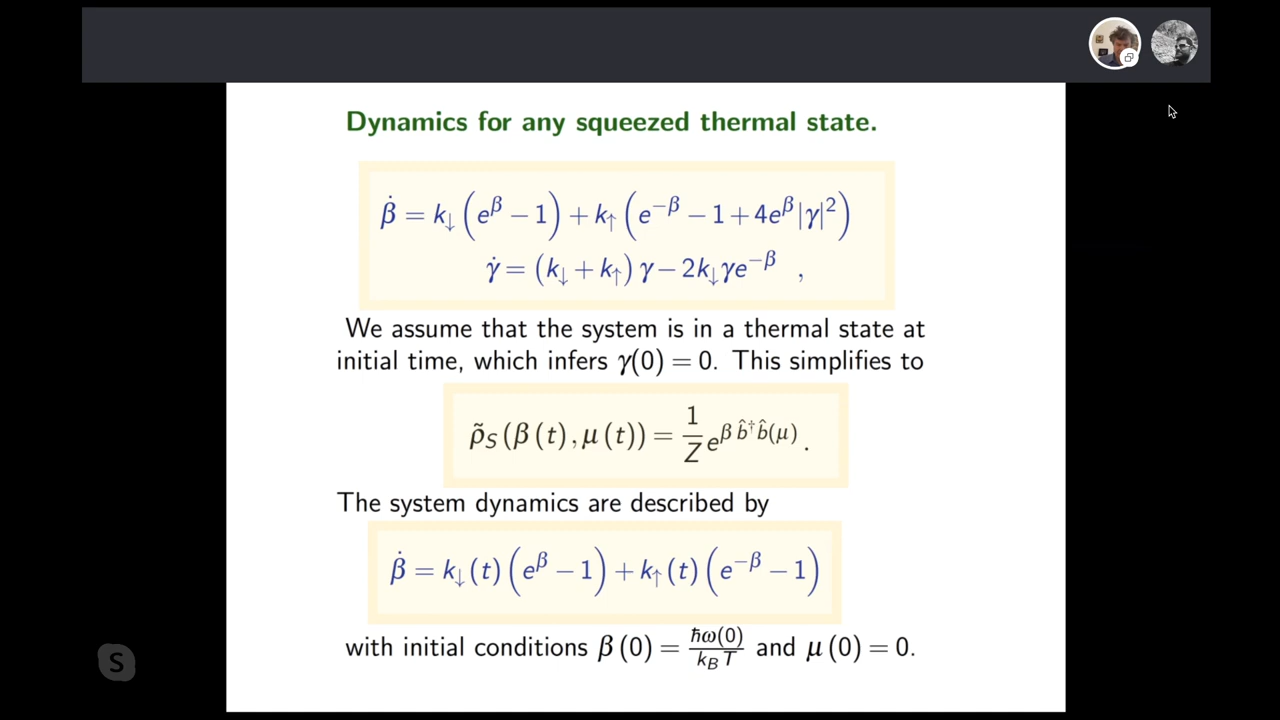 Dynamics for any squeezed thermal state.
β̇ = k↓ (e^β − 1) + k↑ (e^−β − 1 + 4e^β |γ|²)
γ̇ = (k↓ + k↑) γ − 2k↓γe^−β ,
We assume that the system is in a thermal state at
initial time, which infers γ(0) = 0. This simplifies to
ρ̃_S (β(t), μ(t)) = 1/Z e^{β b̂†b̂(μ)} .
The system dynamics are described by
β̇ = k↓(t) (e^β − 1) + k↑(t) (e^−β − 1)
with initial conditions β(0) = ħω(0)/k_B T and μ(0) = 0.
S